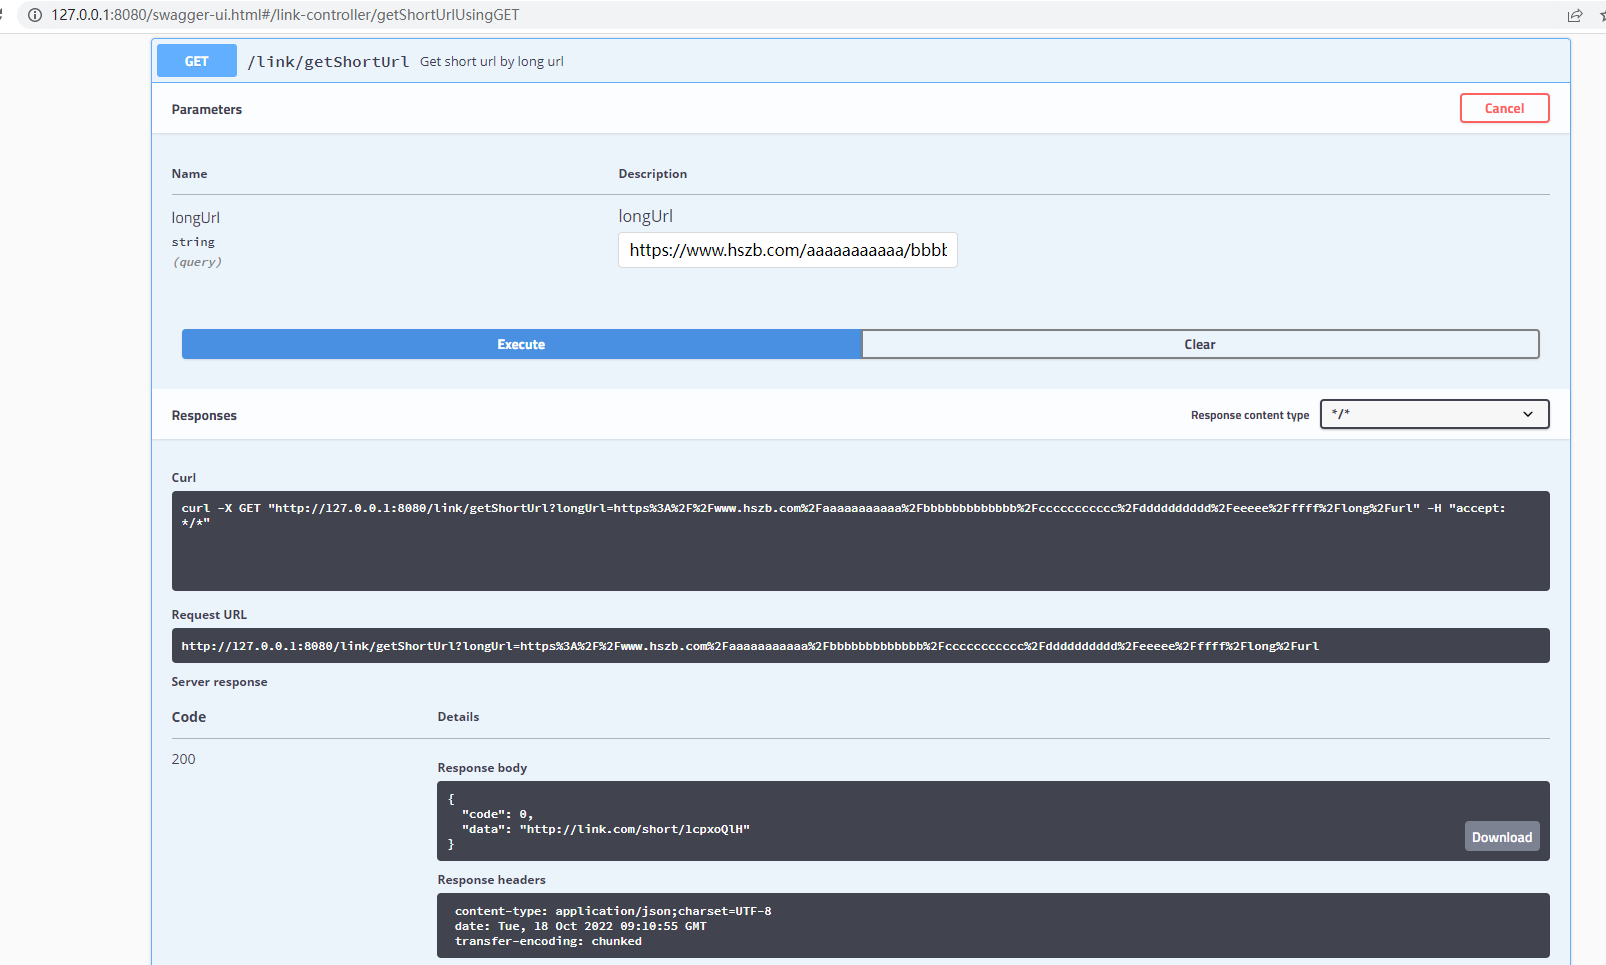 127.0.0.1:8080/swagger-ui.html#/link-controller/getShortUrlUsingGET
GET /link/getShortUrl Get short url by long url
Parameters Cancel
Name Description
longUrl longUrl
string
(query)
https://www.hszb.com/aaaaaaaaaaa/bbbb
Execute Clear
Responses Response content type */*
Curl
curl -X GET "http://127.0.0.1:8080/link/getShortUrl?longUrl=https%3A%2F%2Fwww.hszb.com%2Faaaaaaaaaaa%2Fbbbbbbbbbbbbb%2Fccccccccccc%2Fdddddddddd%2Feeeee%2Fffff%2Flong%2Furl" -H "accept:
*/*"
Request URL
http://127.0.0.1:8080/link/getShortUrl?longUrl=https%3A%2F%2Fwww.hszb.com%2Faaaaaaaaaaa%2Fbbbbbbbbbbbbb%2Fccccccccccc%2Fdddddddddd%2Feeeee%2Fffff%2Flong%2Furl
Server response
Code Details
200
Response body
{
"code": 0,
"data": "http://link.com/short/1cpxoQlH"
}
Download
Response headers
content-type: application/json;charset=UTF-8
date: Tue, 18 Oct 2022 09:10:55 GMT
transfer-encoding: chunked